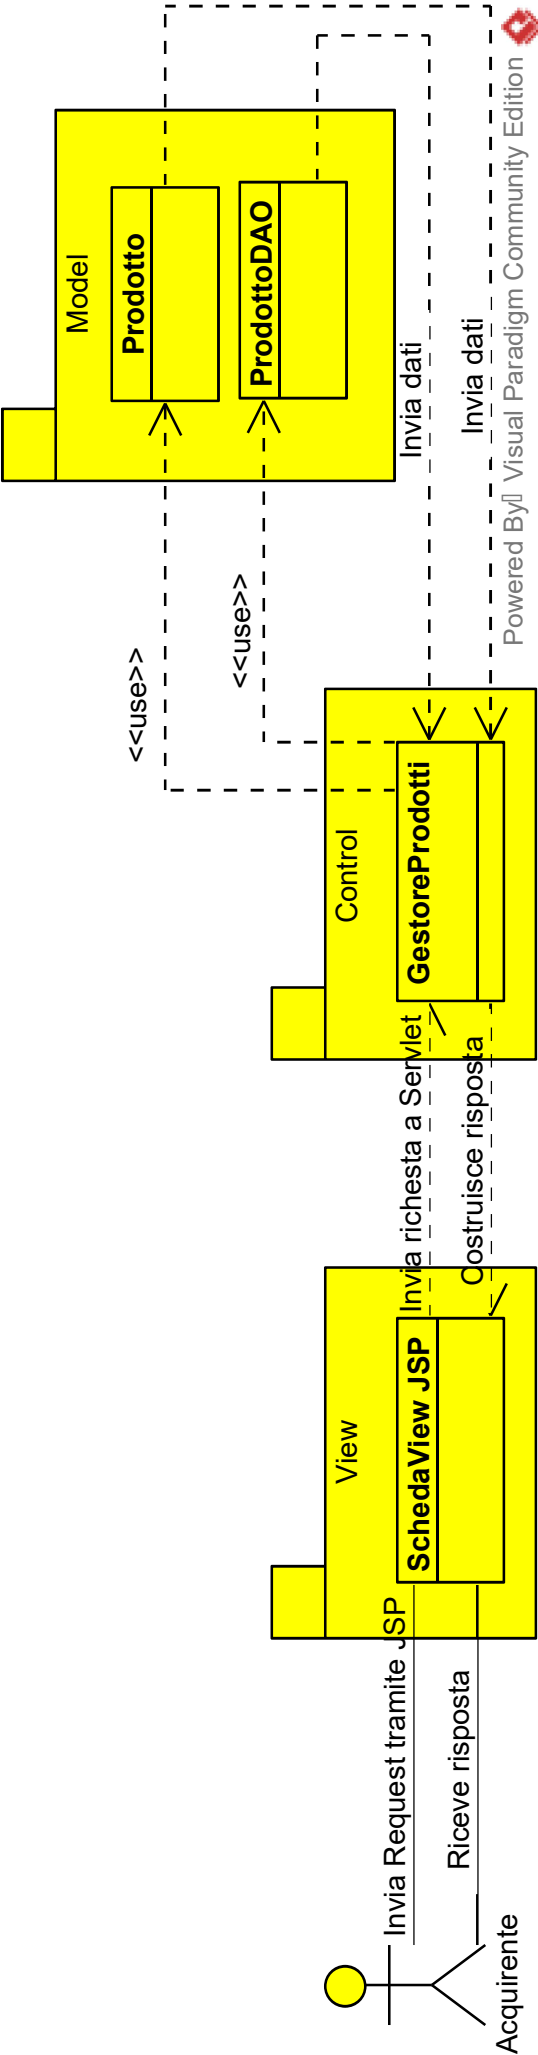 Acquirente
Invia Request tramite JSP
Riceve risposta
View
SchedaView JSP
Invia richesta a Servlet
Costruisce risposta
Control
GestoreProdotti
<<use>>
<<use>>
Invia dati
Invia dati
Model
Prodotto
ProdottoDAO
Powered By Visual Paradigm Community Edition